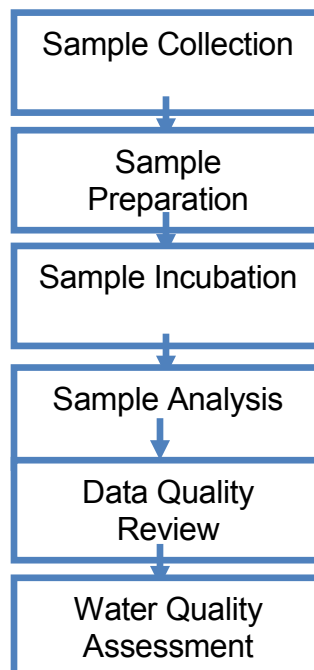 Sample Collection
Sample
Preparation
Sample Incubation
Sample Analysis
Data Quality
Review
Water Quality
Assessment